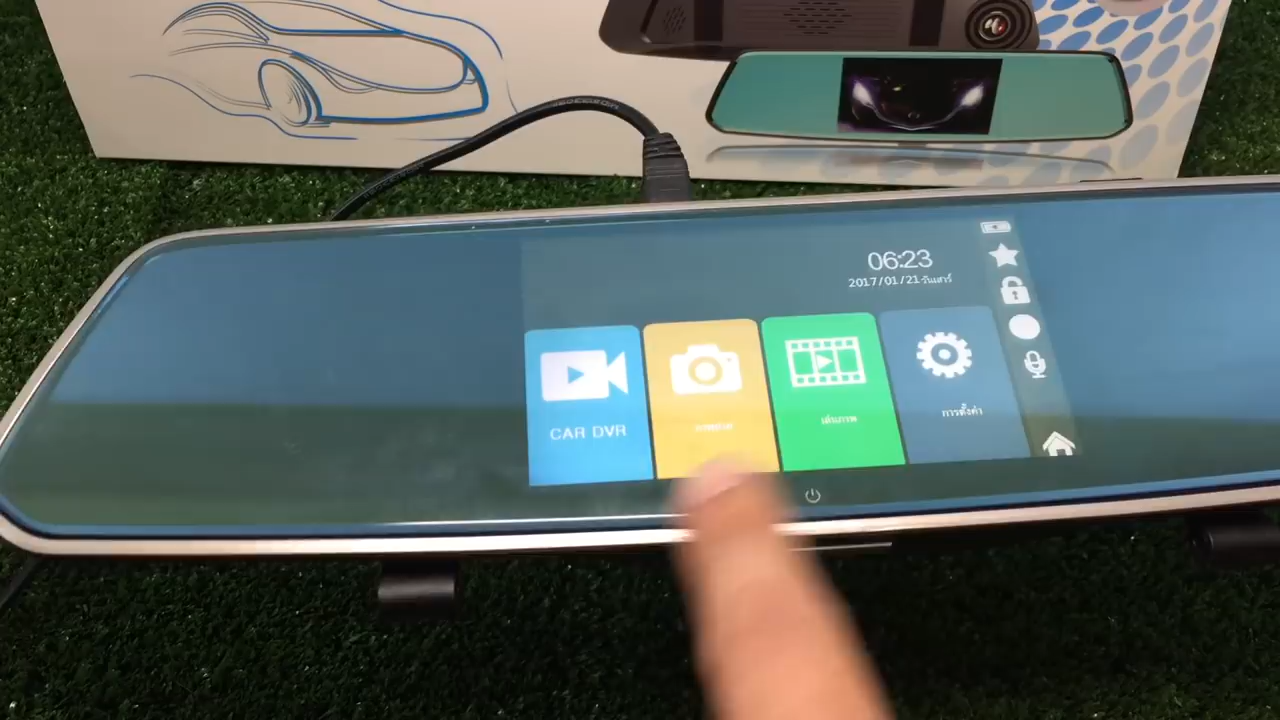 06:23
2017/01/21 วันเสาร์
CAR DVR
เล่นภาพ
การตั้งค่า